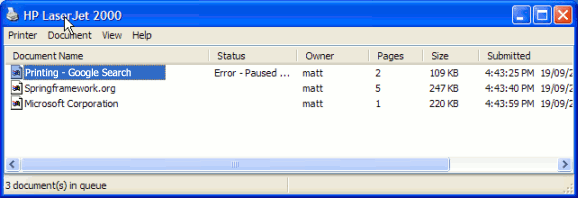 HP LaserJet 2000
Printer Document View Help
Document Name Status Owner Pages Size Submitted
Printing - Google Search Error - Paused ... matt 2 109 KB 4:43:25 PM 19/09/2
Springframework.org matt 5 247 KB 4:43:40 PM 19/09/2
Microsoft Corporation matt 1 220 KB 4:43:59 PM 19/09/2
3 document(s) in queue